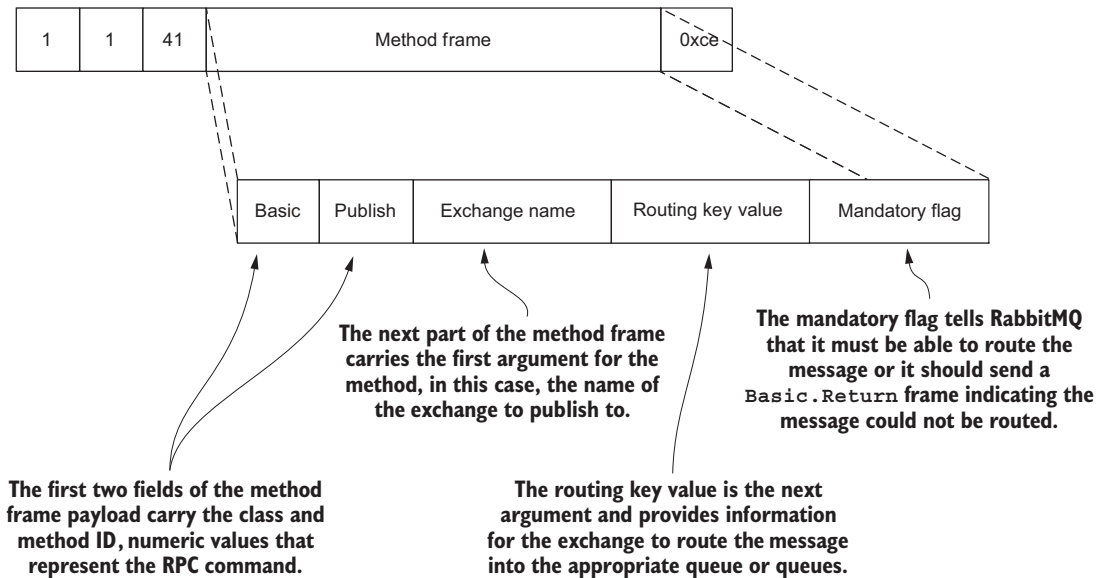 1 1 41 Method frame 0xce
Basic Publish Exchange name Routing key value Mandatory flag
The next part of the method frame
carries the first argument for the
method, in this case, the name of
the exchange to publish to.
The mandatory flag tells RabbitMQ
that it must be able to route the
message or it should send a
Basic.Return frame indicating the
message could not be routed.
The first two fields of the method
frame payload carry the class and
method ID, numeric values that
represent the RPC command.
The routing key value is the next
argument and provides information
for the exchange to route the message
into the appropriate queue or queues.